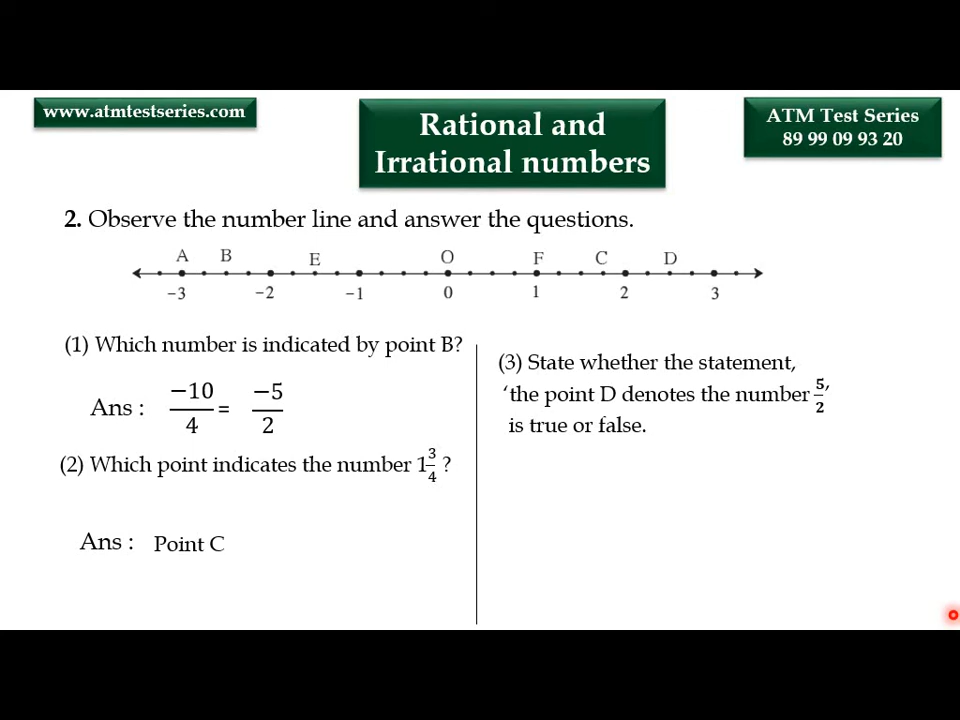 www.atmtestseries.com
Rational and
Irrational numbers
ATM Test Series
89 99 09 93 20
2. Observe the number line and answer the questions.
A B E O F C D
−3 −2 −1 0 1 2 3
(1) Which number is indicated by point B?
Ans : −10/4 = −5/2
(2) Which point indicates the number 1 3/4 ?
Ans : Point C
(3) State whether the statement,
‘the point D denotes the number 5/2’
is true or false.